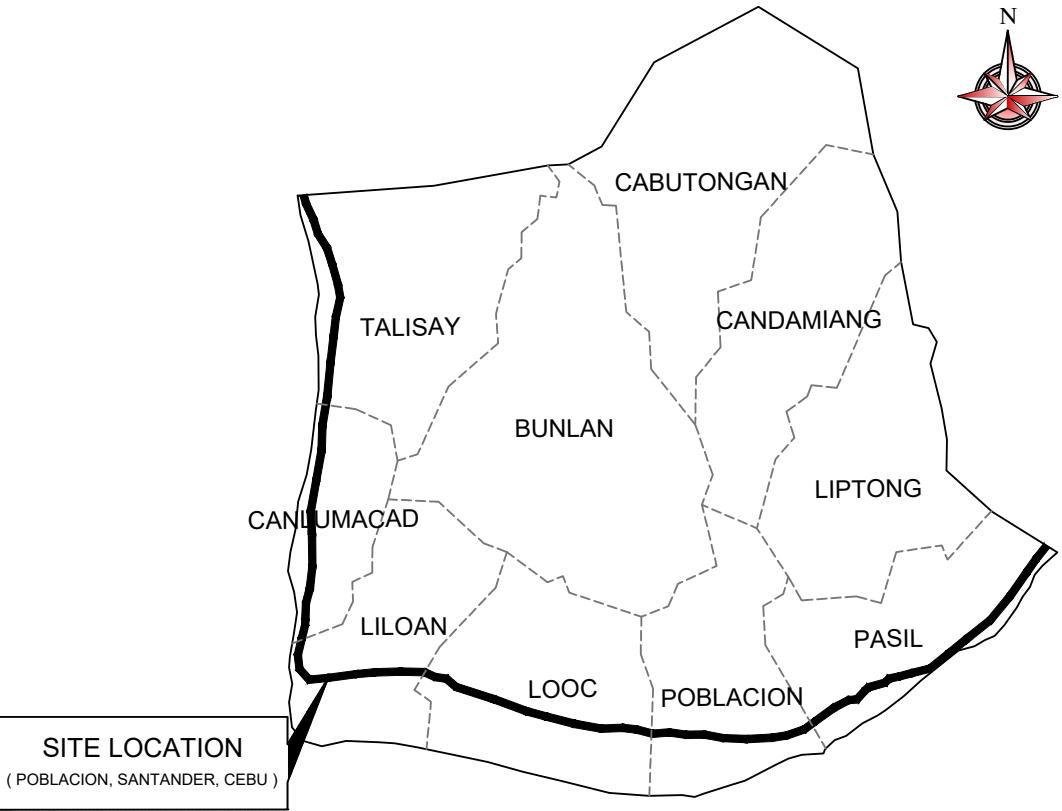 N
CABUTONGAN
TALISAY
CANDAMIANG
BUNLAN
LIPTONG
CANLUMACAD
LILOAN
PASIL
LOOC
POBLACION
SITE LOCATION
( POBLACION, SANTANDER, CEBU )